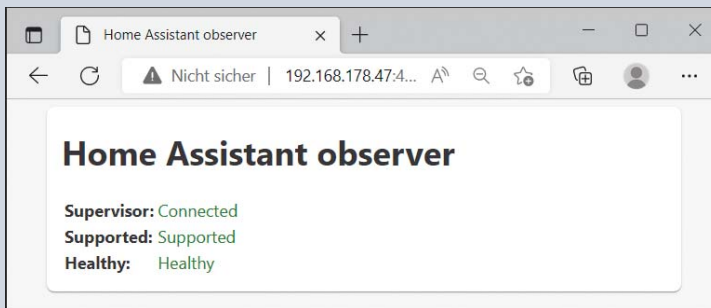 Home Assistant observer
Nicht sicher | 192.168.178.47:4...
Home Assistant observer
Supervisor: Connected
Supported: Supported
Healthy: Healthy